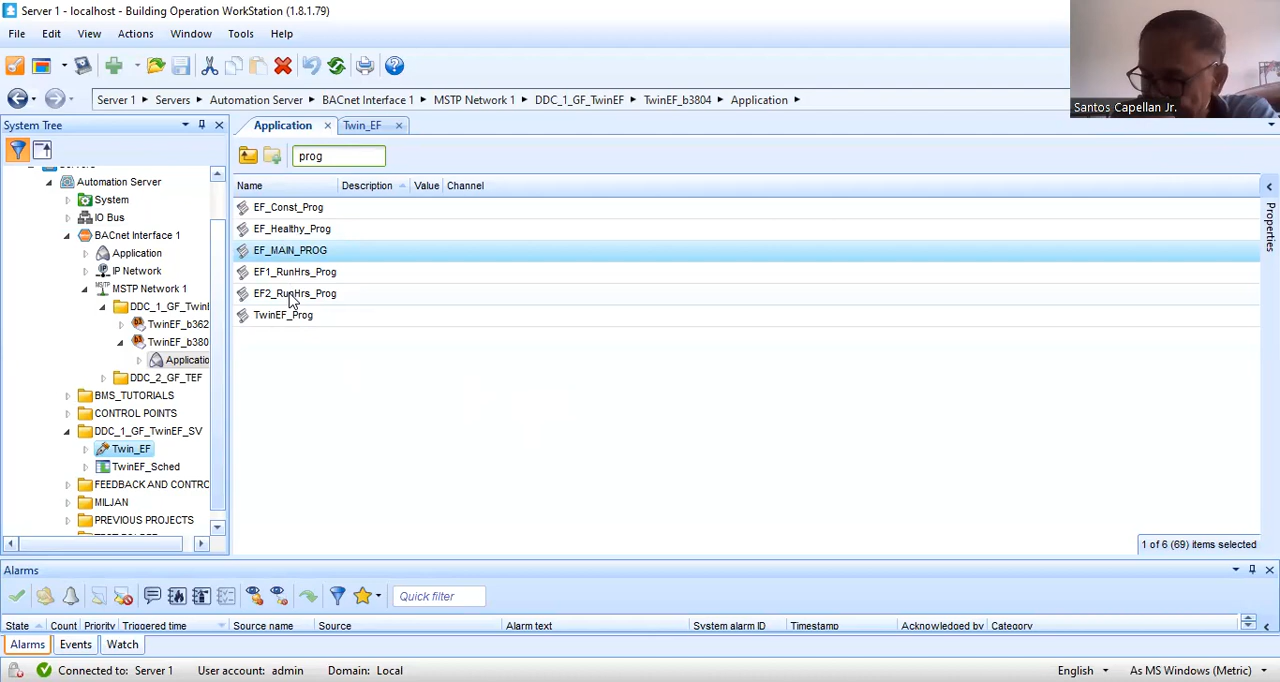 Server 1 - localhost - Building Operation WorkStation (1.8.1.79)
File Edit View Actions Window Tools Help
Server 1 Servers Automation Server BACnet Interface 1 MSTP Network 1 DDC_1_GF_TwinEF TwinEF_b3804 Application
Santos Capellan Jr.
System Tree
Application
Twin_EF
prog
Name Description Value Channel
EF_Const_Prog
EF_Healthy_Prog
EF_MAIN_PROG
EF1_RunHrs_Prog
EF2_RunHrs_Prog
TwinEF_Prog
Automation Server
System
IO Bus
BACnet Interface 1
Application
IP Network
MSTP Network 1
DDC_1_GF_Twin
TwinEF_b362
TwinEF_b380
Applicatio
DDC_2_GF_TEF
BMS_TUTORIALS
CONTROL POINTS
DDC_1_GF_TwinEF_SV
Twin_EF
TwinEF_Sched
FEEDBACK AND CONTRO
MILJAN
PREVIOUS PROJECTS
Properties
1 of 6 (69) items selected
Alarms
Quick filter
State Count Priority Triggered time Source name Source Alarm text System alarm ID Timestamp Acknowledged by Category
Alarms Events Watch
Connected to: Server 1 User account: admin Domain: Local English As MS Windows (Metric)